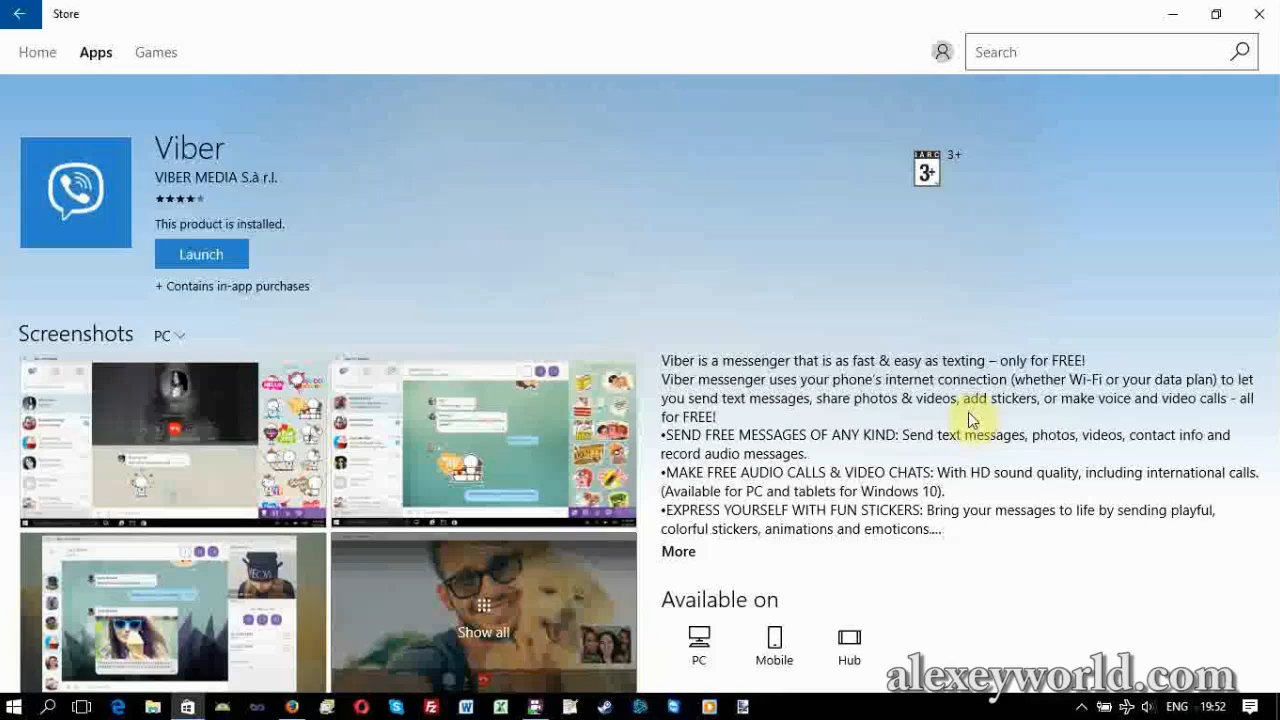 Store
Home Apps Games
Search
Viber
VIBER MEDIA S.à r.l.
This product is installed.
Launch
+ Contains in-app purchases
IARC
3+
3+
Screenshots PC
Viber is a messenger that is as fast & easy as texting – only for FREE!
Viber messenger uses your phone's internet connection (whether Wi-Fi or your data plan) to let
you send text messages, share photos & videos, add stickers, or make voice and video calls – all
for FREE!
•SEND FREE MESSAGES OF ANY KIND: Send text messages, photos, videos, contact info and
record audio messages.
•MAKE FREE AUDIO CALLS & VIDEO CHATS: With HD sound quality, including international calls.
(Available for PC and tablets for Windows 10).
•EXPRESS YOURSELF WITH FUN STICKERS: Bring your messages to life by sending playful,
colorful stickers, animations and emoticons....
More
Show all
Available on
PC Mobile Hub
alexeyworld.com
ENG 19:52